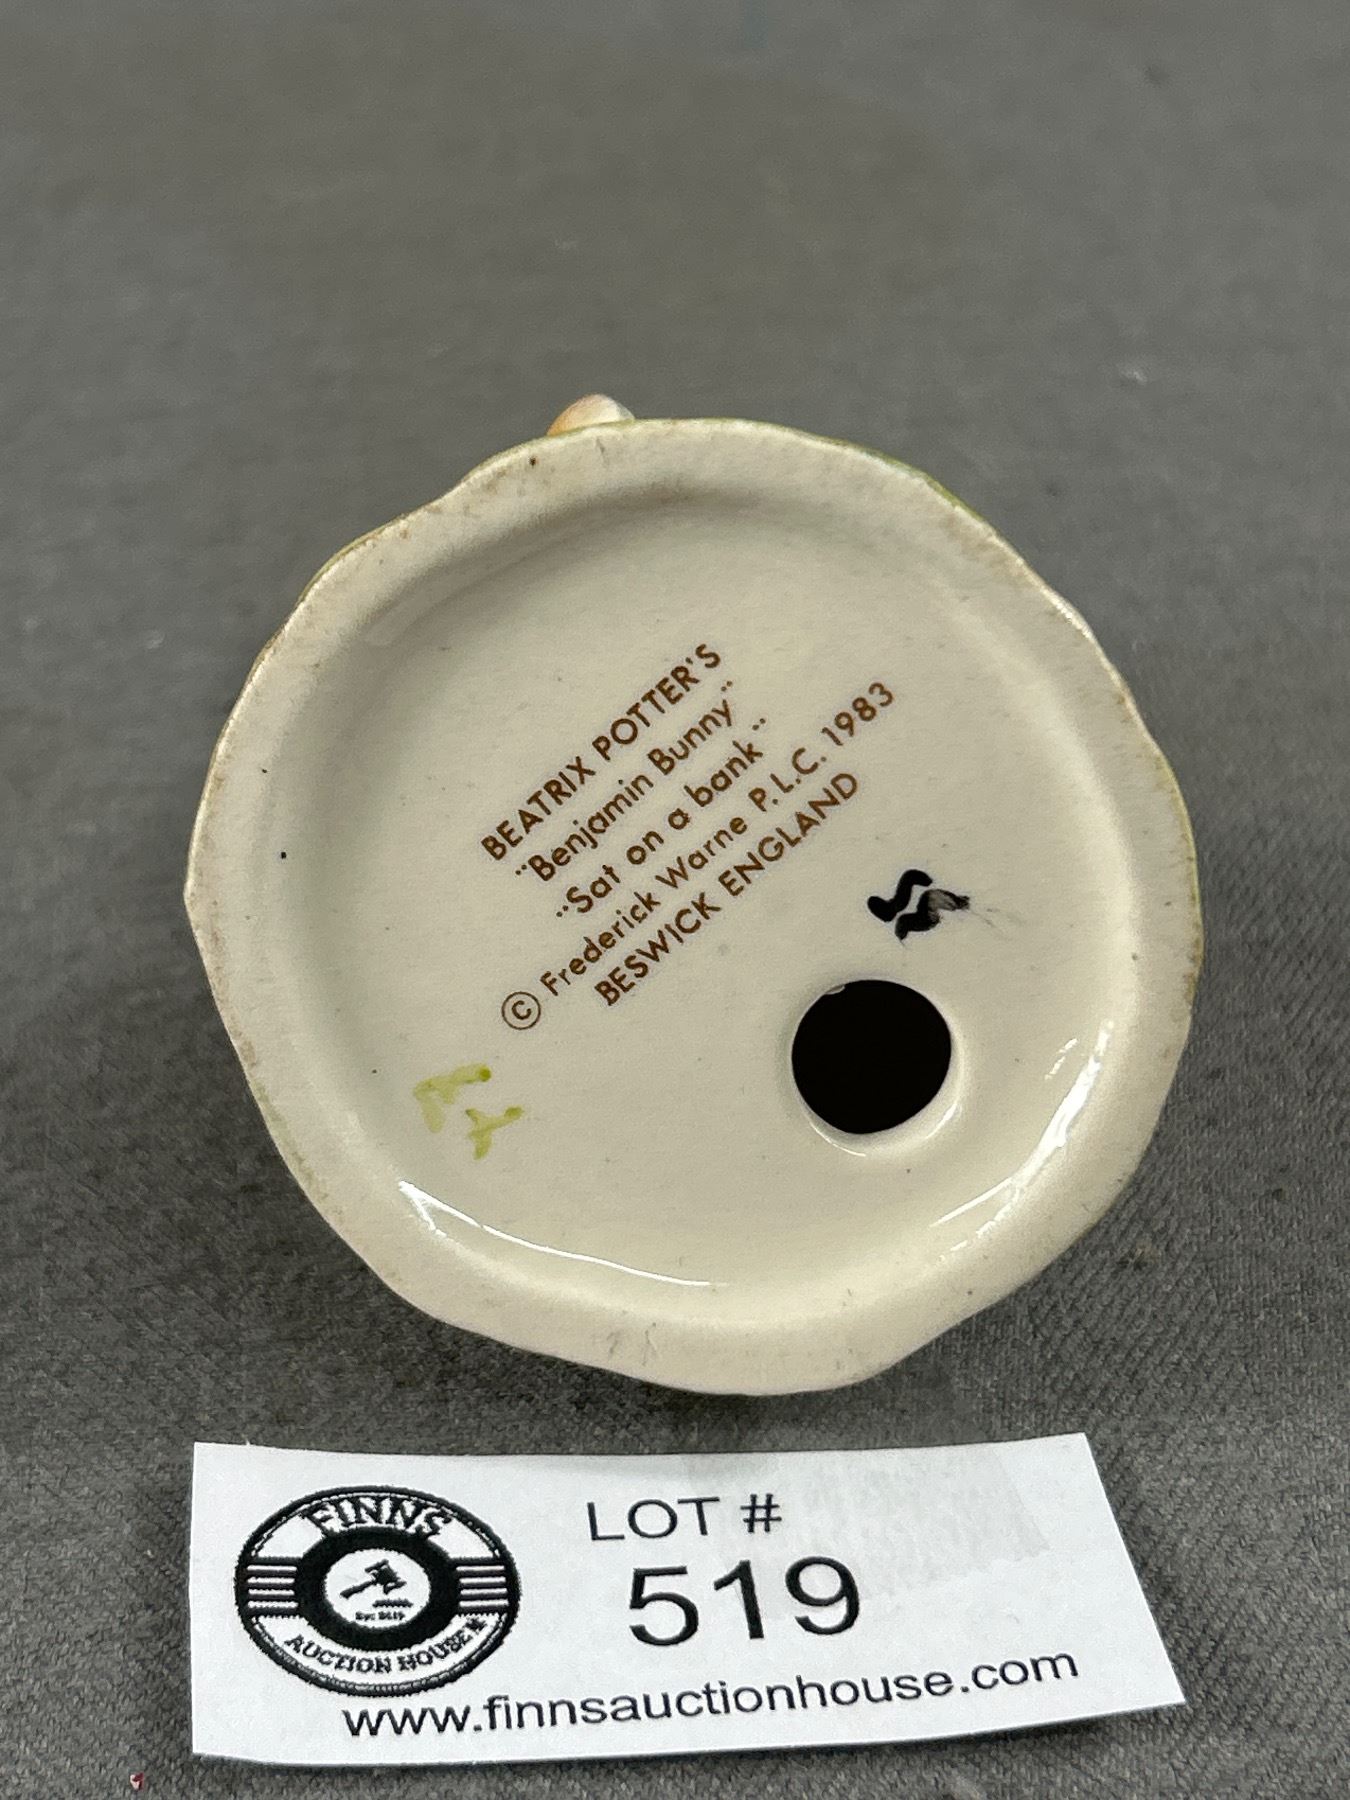 BEATRIX POTTER'S
"Benjamin Bunny"
"Sat on a bank"
© Frederick Warne P.L.C. 1983
BESWICK ENGLAND
FINNS
AUCTION HOUSE
LOT #
519
www.finnsauctionhouse.com